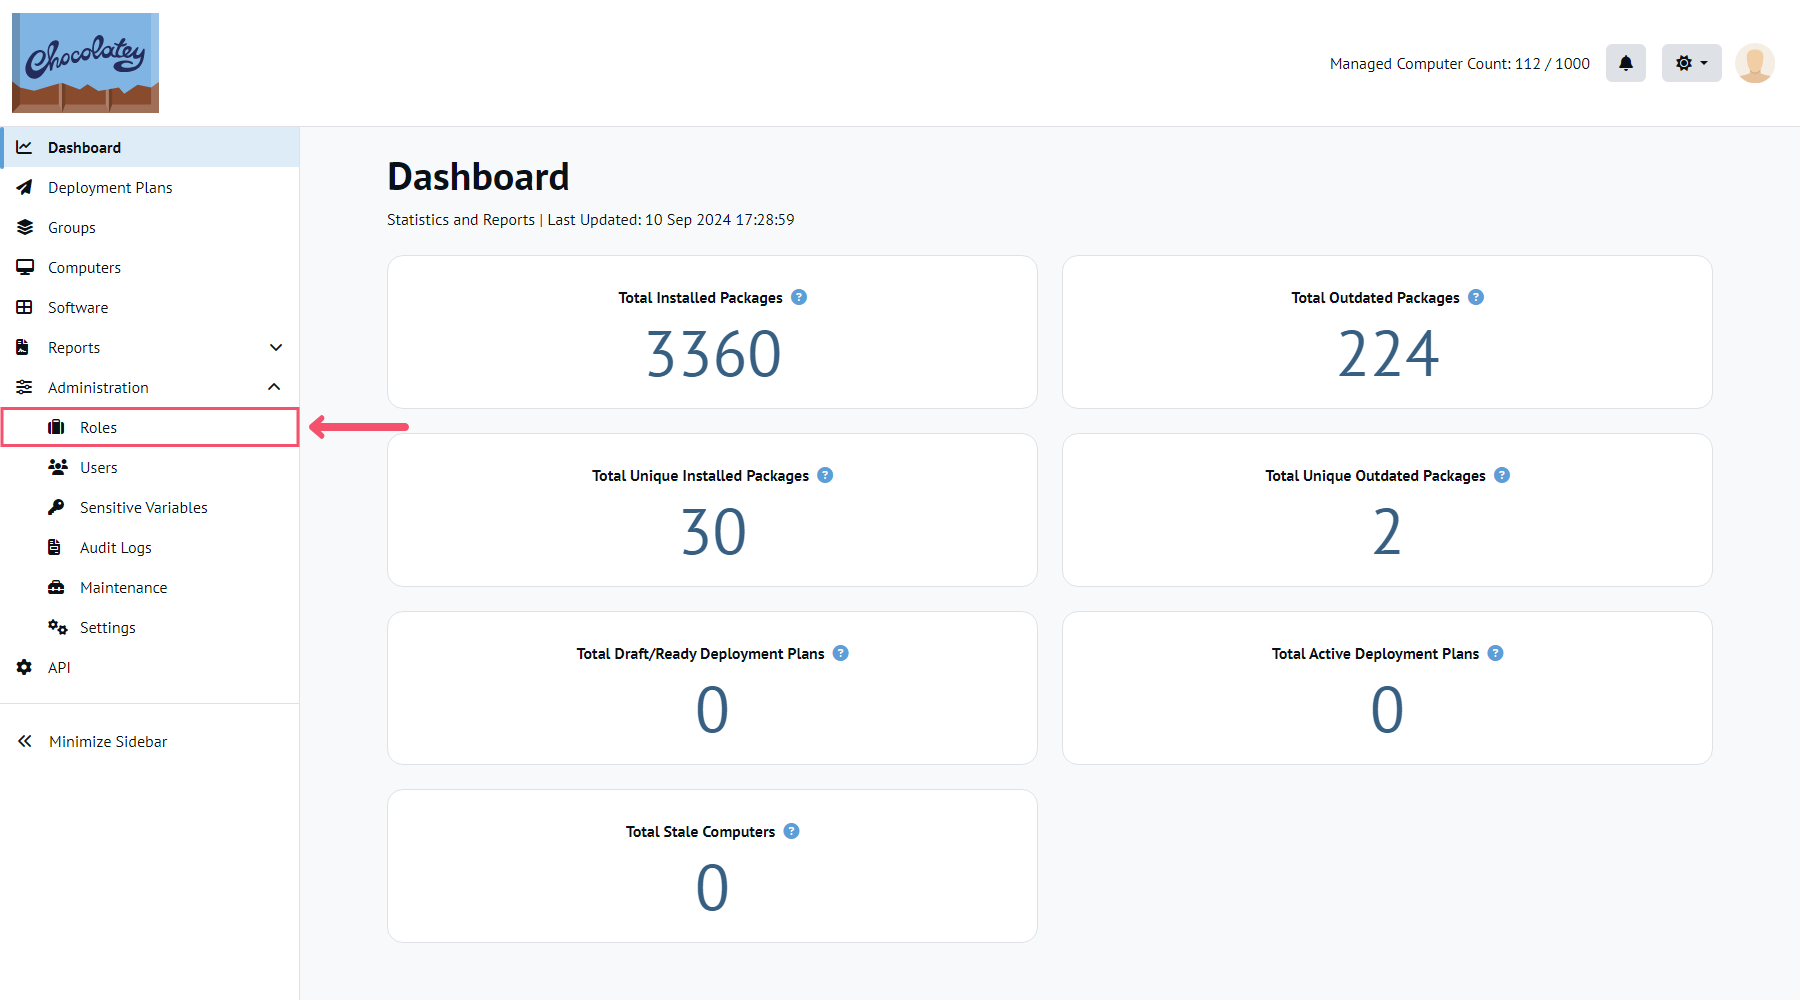 Chocolatey
Managed Computer Count: 112 / 1000
Dashboard
Deployment Plans
Groups
Computers
Software
Reports
Administration
Roles
Users
Sensitive Variables
Audit Logs
Maintenance
Settings
API
Minimize Sidebar
Dashboard
Statistics and Reports | Last Updated: 10 Sep 2024 17:28:59
Total Installed Packages ?
3360
Total Outdated Packages ?
224
Total Unique Installed Packages ?
30
Total Unique Outdated Packages ?
2
Total Draft/Ready Deployment Plans ?
0
Total Active Deployment Plans ?
0
Total Stale Computers ?
0